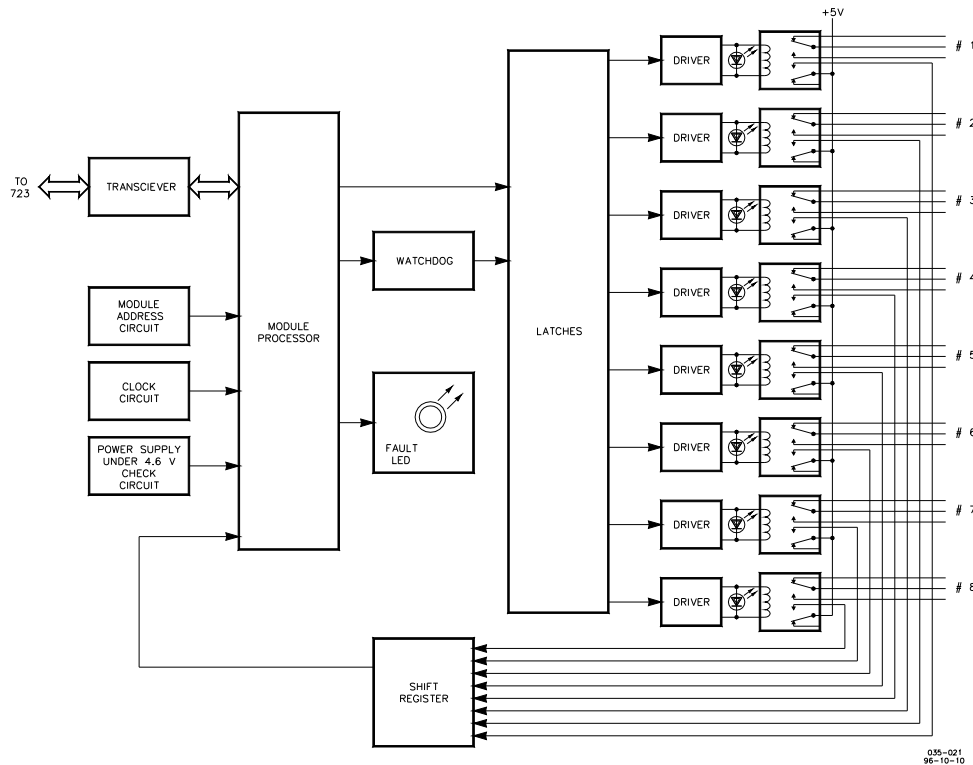 +5V
DRIVER
# 1
DRIVER
# 2
TO
723
TRANSCIEVER
DRIVER
# 3
WATCHDOG
MODULE
ADDRESS
CIRCUIT
MODULE
PROCESSOR
LATCHES
DRIVER
# 4
CLOCK
CIRCUIT
DRIVER
# 5
FAULT
LED
POWER SUPPLY
UNDER 4.6 V
CHECK
CIRCUIT
DRIVER
# 6
DRIVER
# 7
DRIVER
# 8
SHIFT
REGISTER
035-021
96-10-10